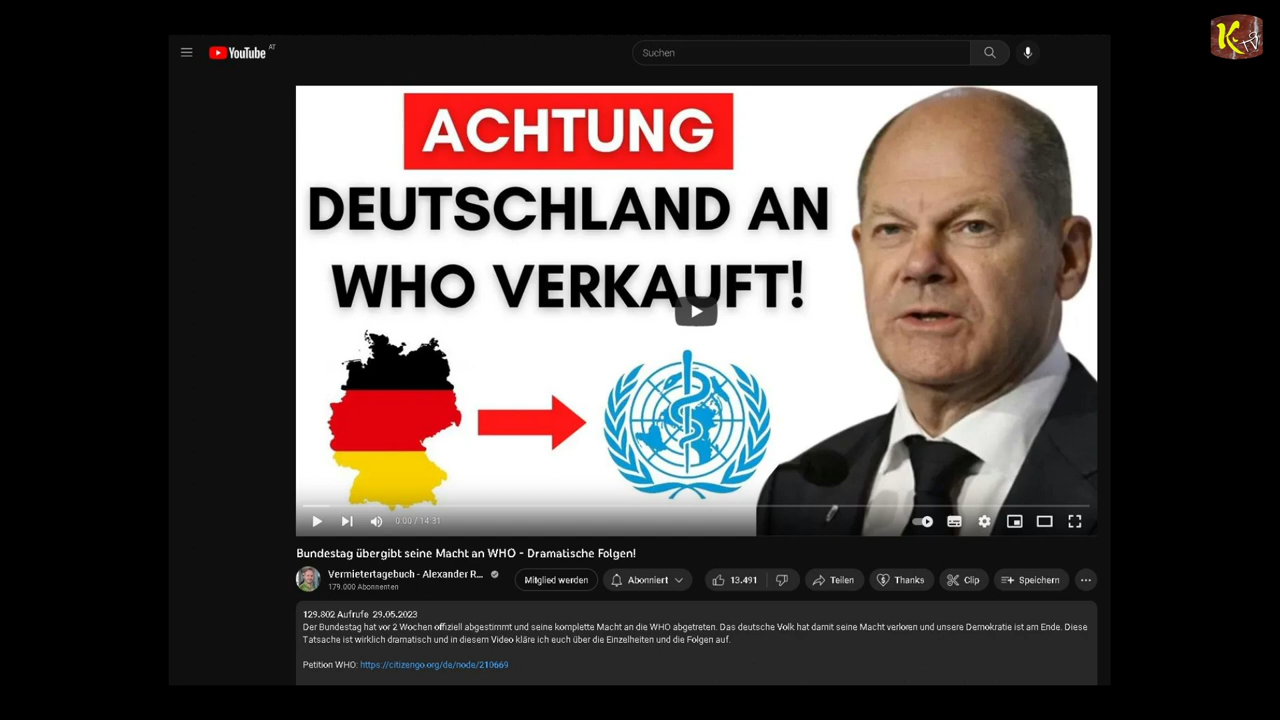 K TV
YouTube AT
Suchen
ACHTUNG
DEUTSCHLAND AN
WHO VERKAUFT!
0:00 / 14:31
Bundestag übergibt seine Macht an WHO - Dramatische Folgen!
Vermietertagebuch - Alexander R...
179.000 Abonnenten
Mitglied werden
Abonniert
13.491
Teilen
Thanks
Clip
Speichern
129.802 Aufrufe 29.05.2023
Der Bundestag hat vor 2 Wochen offiziell abgestimmt und seine komplette Macht an die WHO abgetreten. Das deutsche Volk hat damit seine Macht verloren und unsere Demokratie ist am Ende. Diese
Tatsache ist wirklich dramatisch und in diesem Video kläre ich euch über die Einzelheiten und die Folgen auf.
Petition WHO: https://citizengo.org/de/node/210669